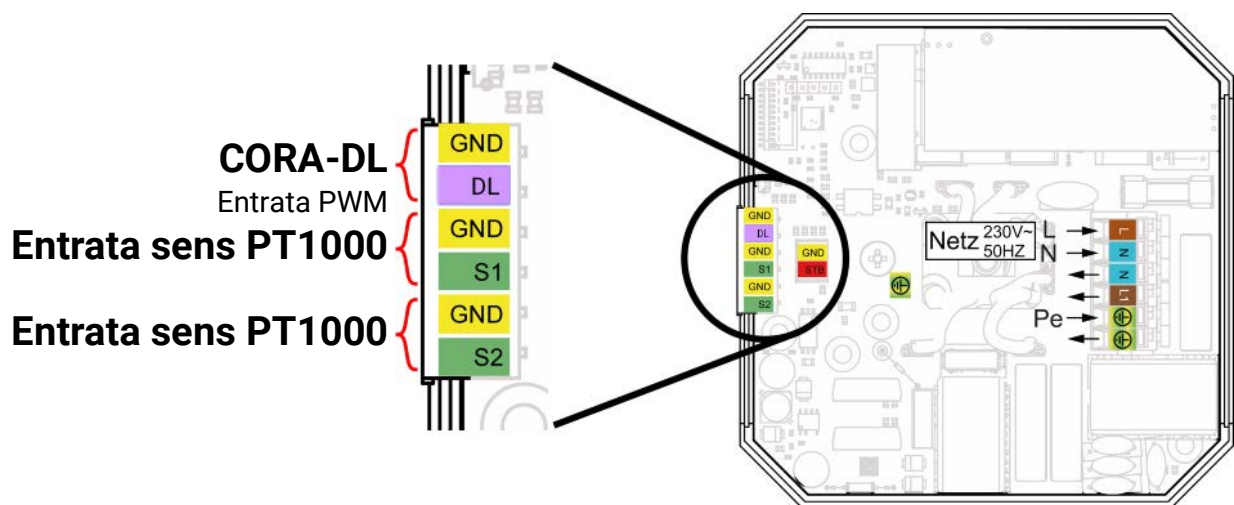 CORA-DL
Entrata PWM
Entrata sens PT1000
Entrata sens PT1000
GND
DL
GND
S1
GND
S2
GND
DL
GND
S1
GND
S2
GND
STB
Netz 230V~
50HZ
L
N
Pe
L
N
N
L1